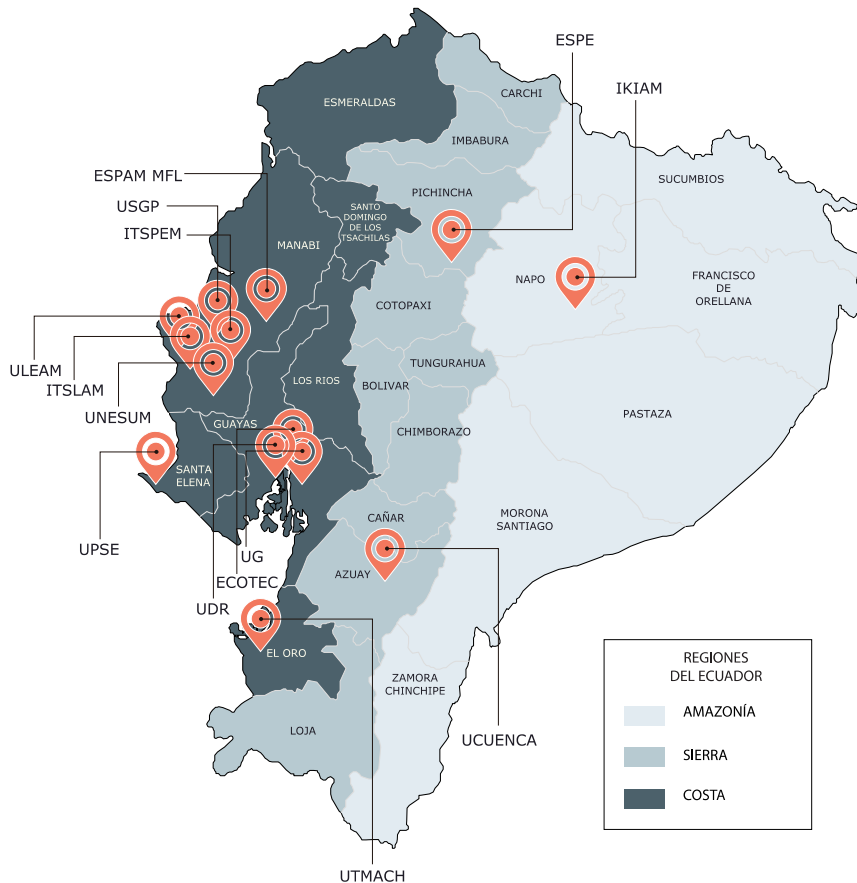 ESPE
IKIAM
CARCHI
ESMERALDAS
IMBABURA
ESPAM MFL
SUCUMBIOS
PICHINCHA
USGP
SANTO
DOMINGO
DE LOS
TSACHILAS
ITSPEM
MANABI
NAPO
FRANCISCO
DE
ORELLANA
COTOPAXI
TUNGURAHUA
ULEAM
ITSLAM
LOS RIOS
BOLIVAR
UNESUM
PASTAZA
GUAYAS
CHIMBORAZO
SANTA
ELENA
MORONA
SANTIAGO
CAÑAR
UPSE
UG
AZUAY
ECOTEC
UDR
EL ORO
ZAMORA
CHINCHIPE
LOJA
UCUENCA
UTMACH
REGIONES
DEL ECUADOR
AMAZONÍA
SIERRA
COSTA